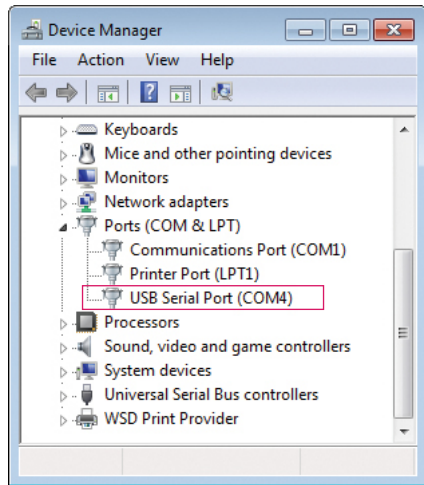 Device Manager
File Action View Help
Keyboards
Mice and other pointing devices
Monitors
Network adapters
Ports (COM & LPT)
Communications Port (COM1)
Printer Port (LPT1)
USB Serial Port (COM4)
Processors
Sound, video and game controllers
System devices
Universal Serial Bus controllers
WSD Print Provider